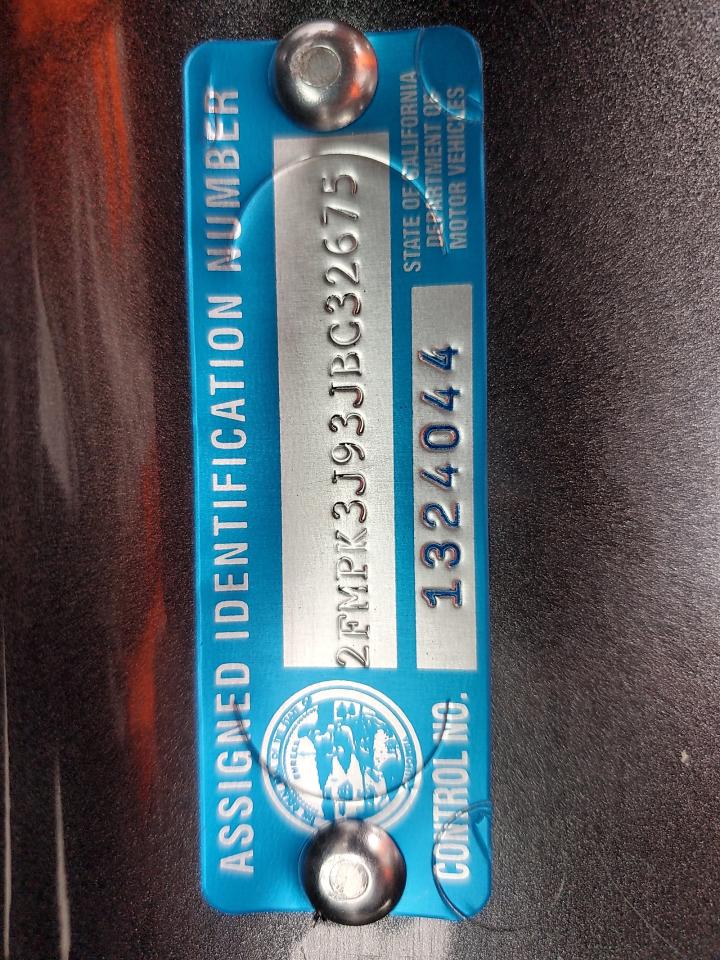 ASSIGNED IDENTIFICATION NUMBER
2FMPK3J93JBC32675
STATE OF CALIFORNIA
DEPARTMENT OF
MOTOR VEHICLES
CONTROL NO.
1324044